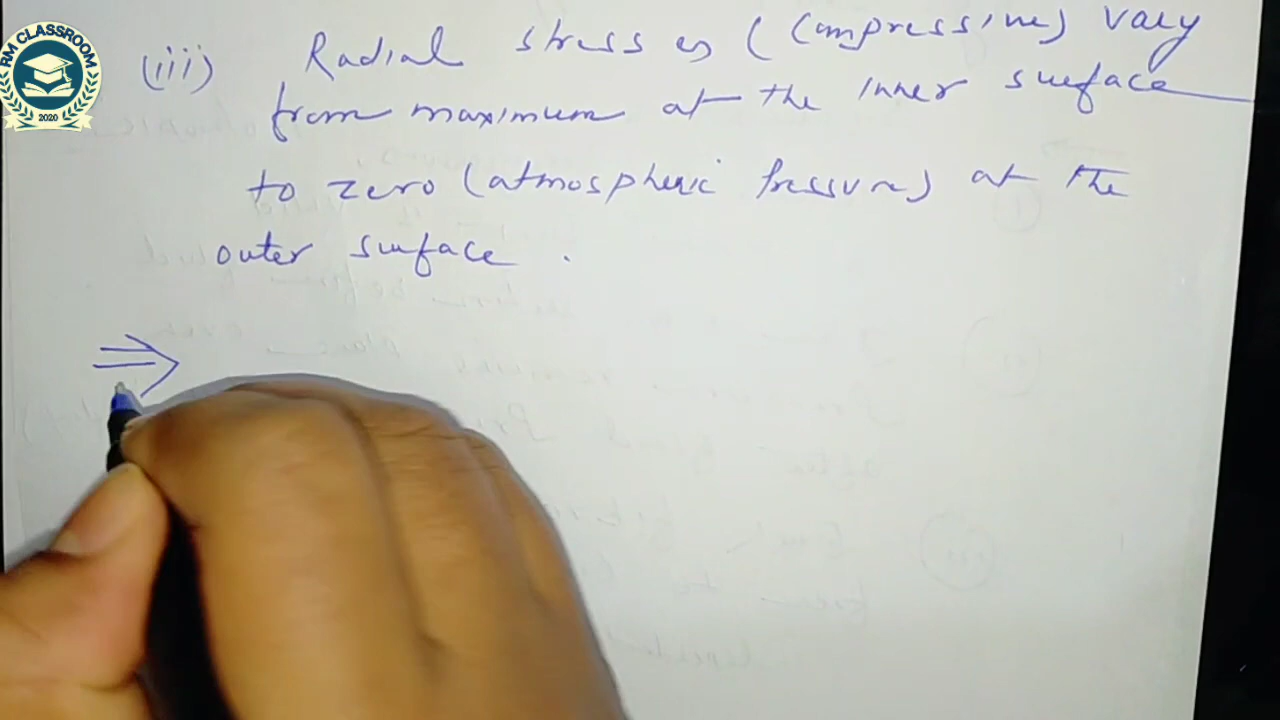 RM CLASSROOM
2020
(iii) Radial stress es (Compressive) vary
from maximum at the inner surface
to zero (atmospheric Pressure) at the
outer surface.
⇒